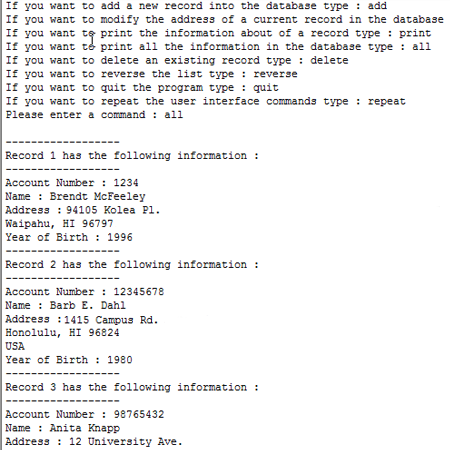 If you want to add a new record into the database type : add
If you want to modify the address of a current record in the database
If you want to print the information about of a record type : print
If you want to print all the information in the database type : all
If you want to delete an existing record type : delete
If you want to reverse the list type : reverse
If you want to quit the program type : quit
If you want to repeat the user interface commands type : repeat
Please enter a command : all
------------------
Record 1 has the following information :
------------------
Account Number : 1234
Name : Brendt McFeeley
Address : 94105 Kolea Pl.
Waipahu, HI 96797
Year of Birth : 1996
------------------
Record 2 has the following information :
------------------
Account Number : 12345678
Name : Barb E. Dahl
Address :1415 Campus Rd.
Honolulu, HI 96824
USA
Year of Birth : 1980
------------------
Record 3 has the following information :
------------------
Account Number : 98765432
Name : Anita Knapp
Address : 12 University Ave.